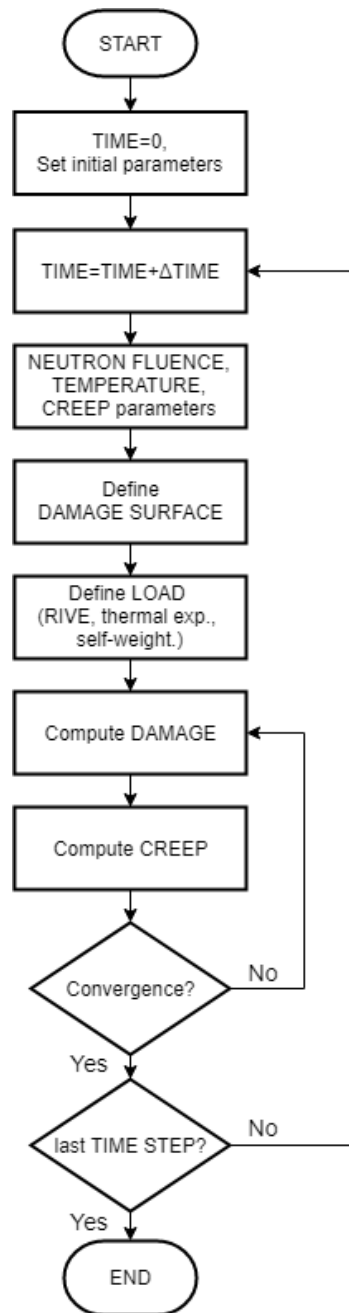 START
TIME=0,
Set initial parameters
TIME=TIME+ΔTIME
NEUTRON FLUENCE,
TEMPERATURE,
CREEP parameters
Define
DAMAGE SURFACE
Define LOAD
(RIVE, thermal exp.,
self-weight.)
Compute DAMAGE
Compute CREEP
Convergence?
No
Yes
last TIME STEP?
No
Yes
END